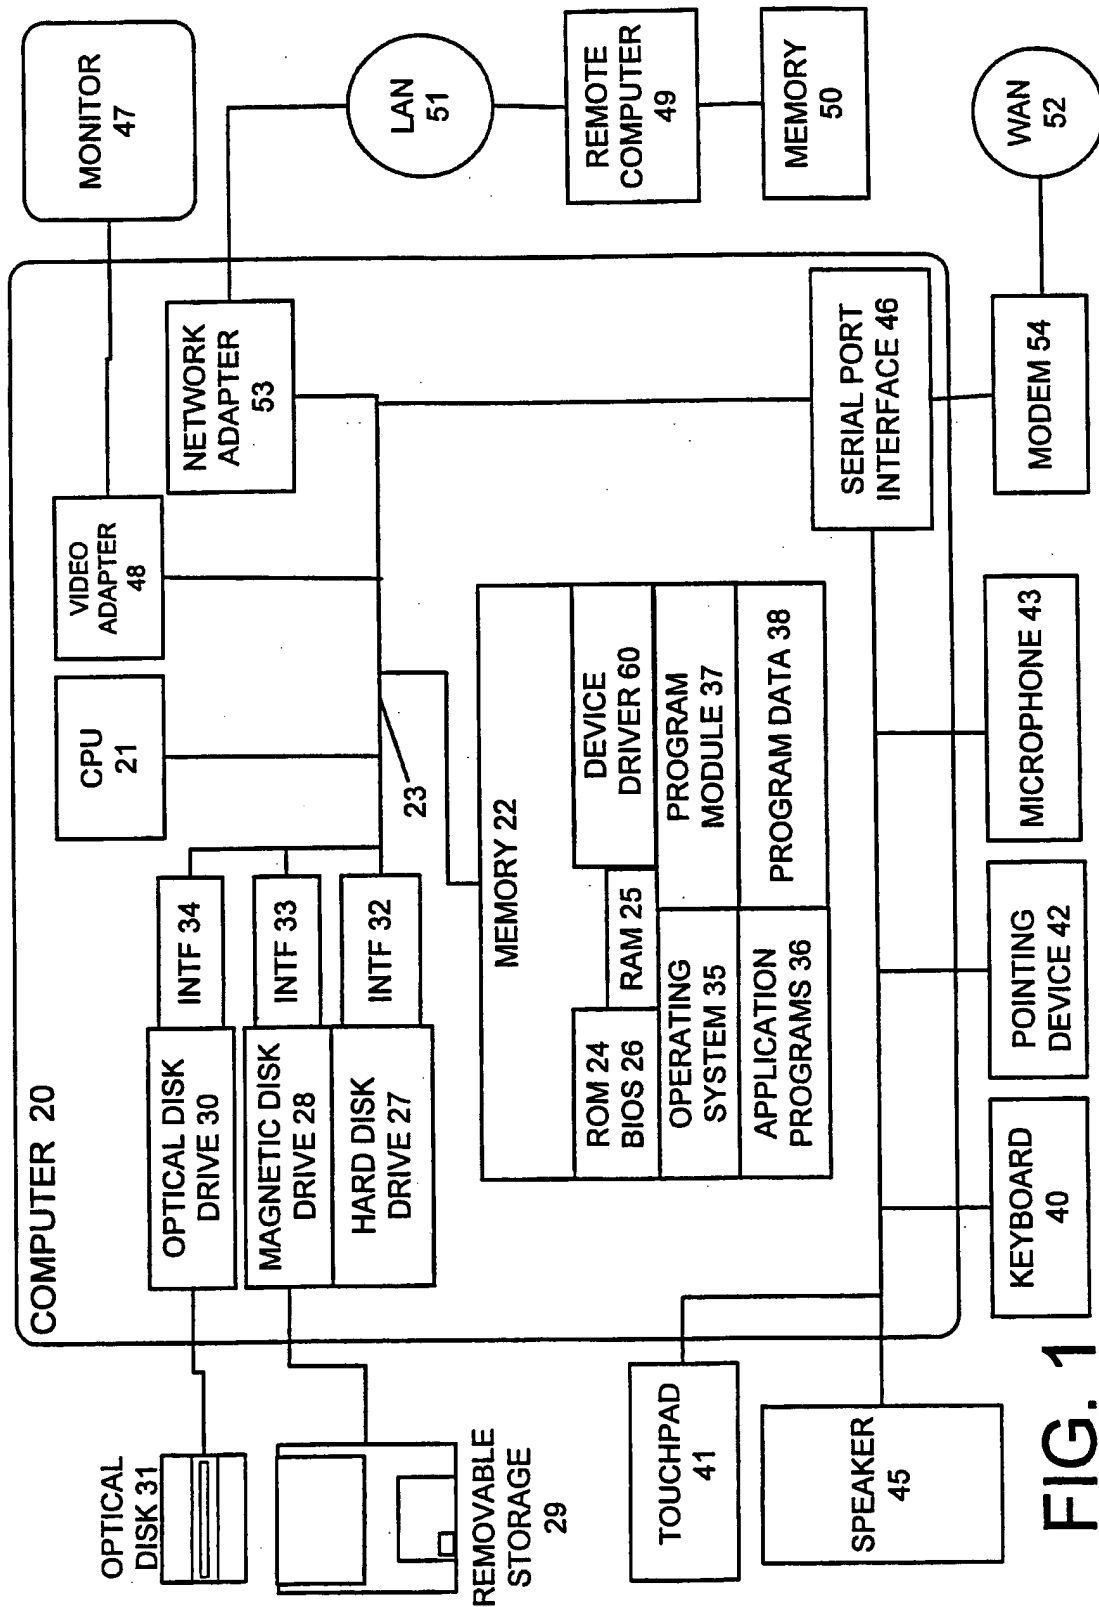 COMPUTER 20
OPTICAL
DISK 31
REMOVABLE
STORAGE
29
OPTICAL DISK
DRIVE 30
MAGNETIC DISK
DRIVE 28
HARD DISK
DRIVE 27
INTF 34
INTF 33
INTF 32
CPU
21
VIDEO
ADAPTER
48
NETWORK
ADAPTER
53
MONITOR
47
23
LAN
51
REMOTE
COMPUTER
49
MEMORY
50
MEMORY 22
ROM 24
BIOS 26
RAM 25
DEVICE
DRIVER 60
OPERATING
SYSTEM 35
PROGRAM
MODULE 37
APPLICATION
PROGRAMS 36
PROGRAM DATA 38
SERIAL PORT
INTERFACE 46
TOUCHPAD
41
SPEAKER
45
KEYBOARD
40
POINTING
DEVICE 42
MICROPHONE 43
MODEM 54
WAN
52
FIG. 1